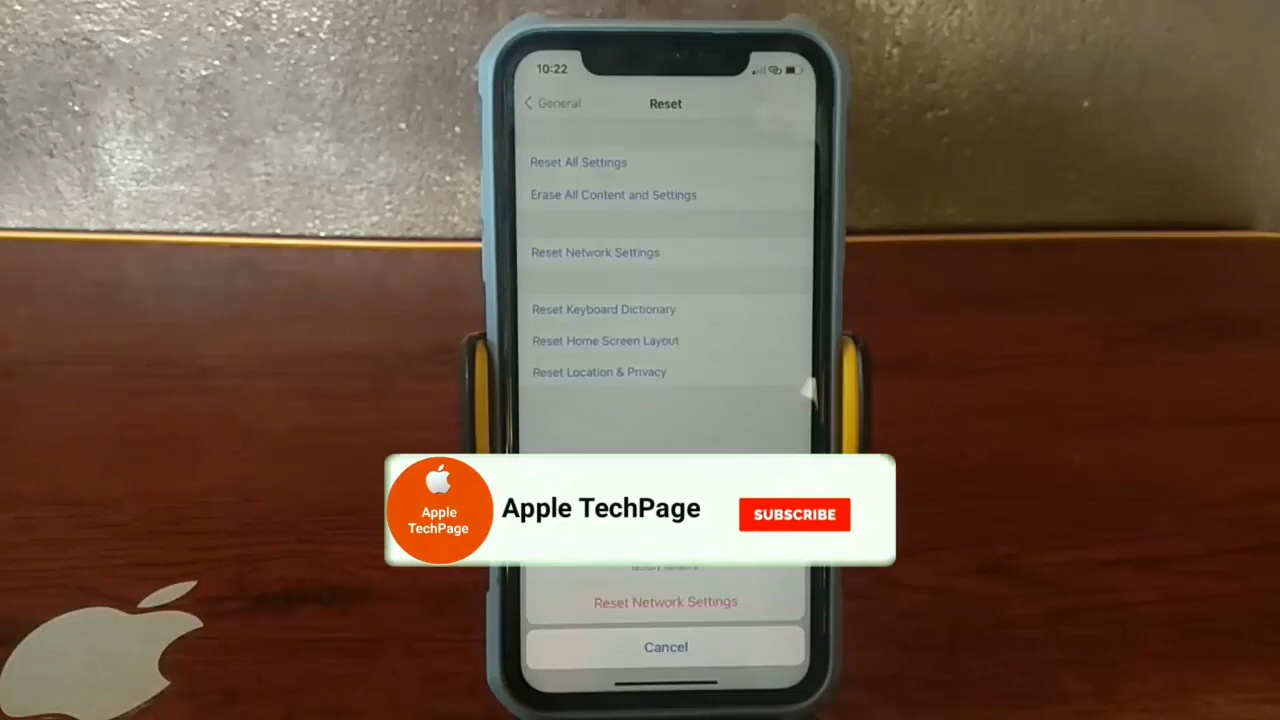 10:22
General
Reset
Reset All Settings
Erase All Content and Settings
Reset Network Settings
Reset Keyboard Dictionary
Reset Home Screen Layout
Reset Location & Privacy
Apple
TechPage
Apple TechPage
SUBSCRIBE
Reset Network Settings
Cancel